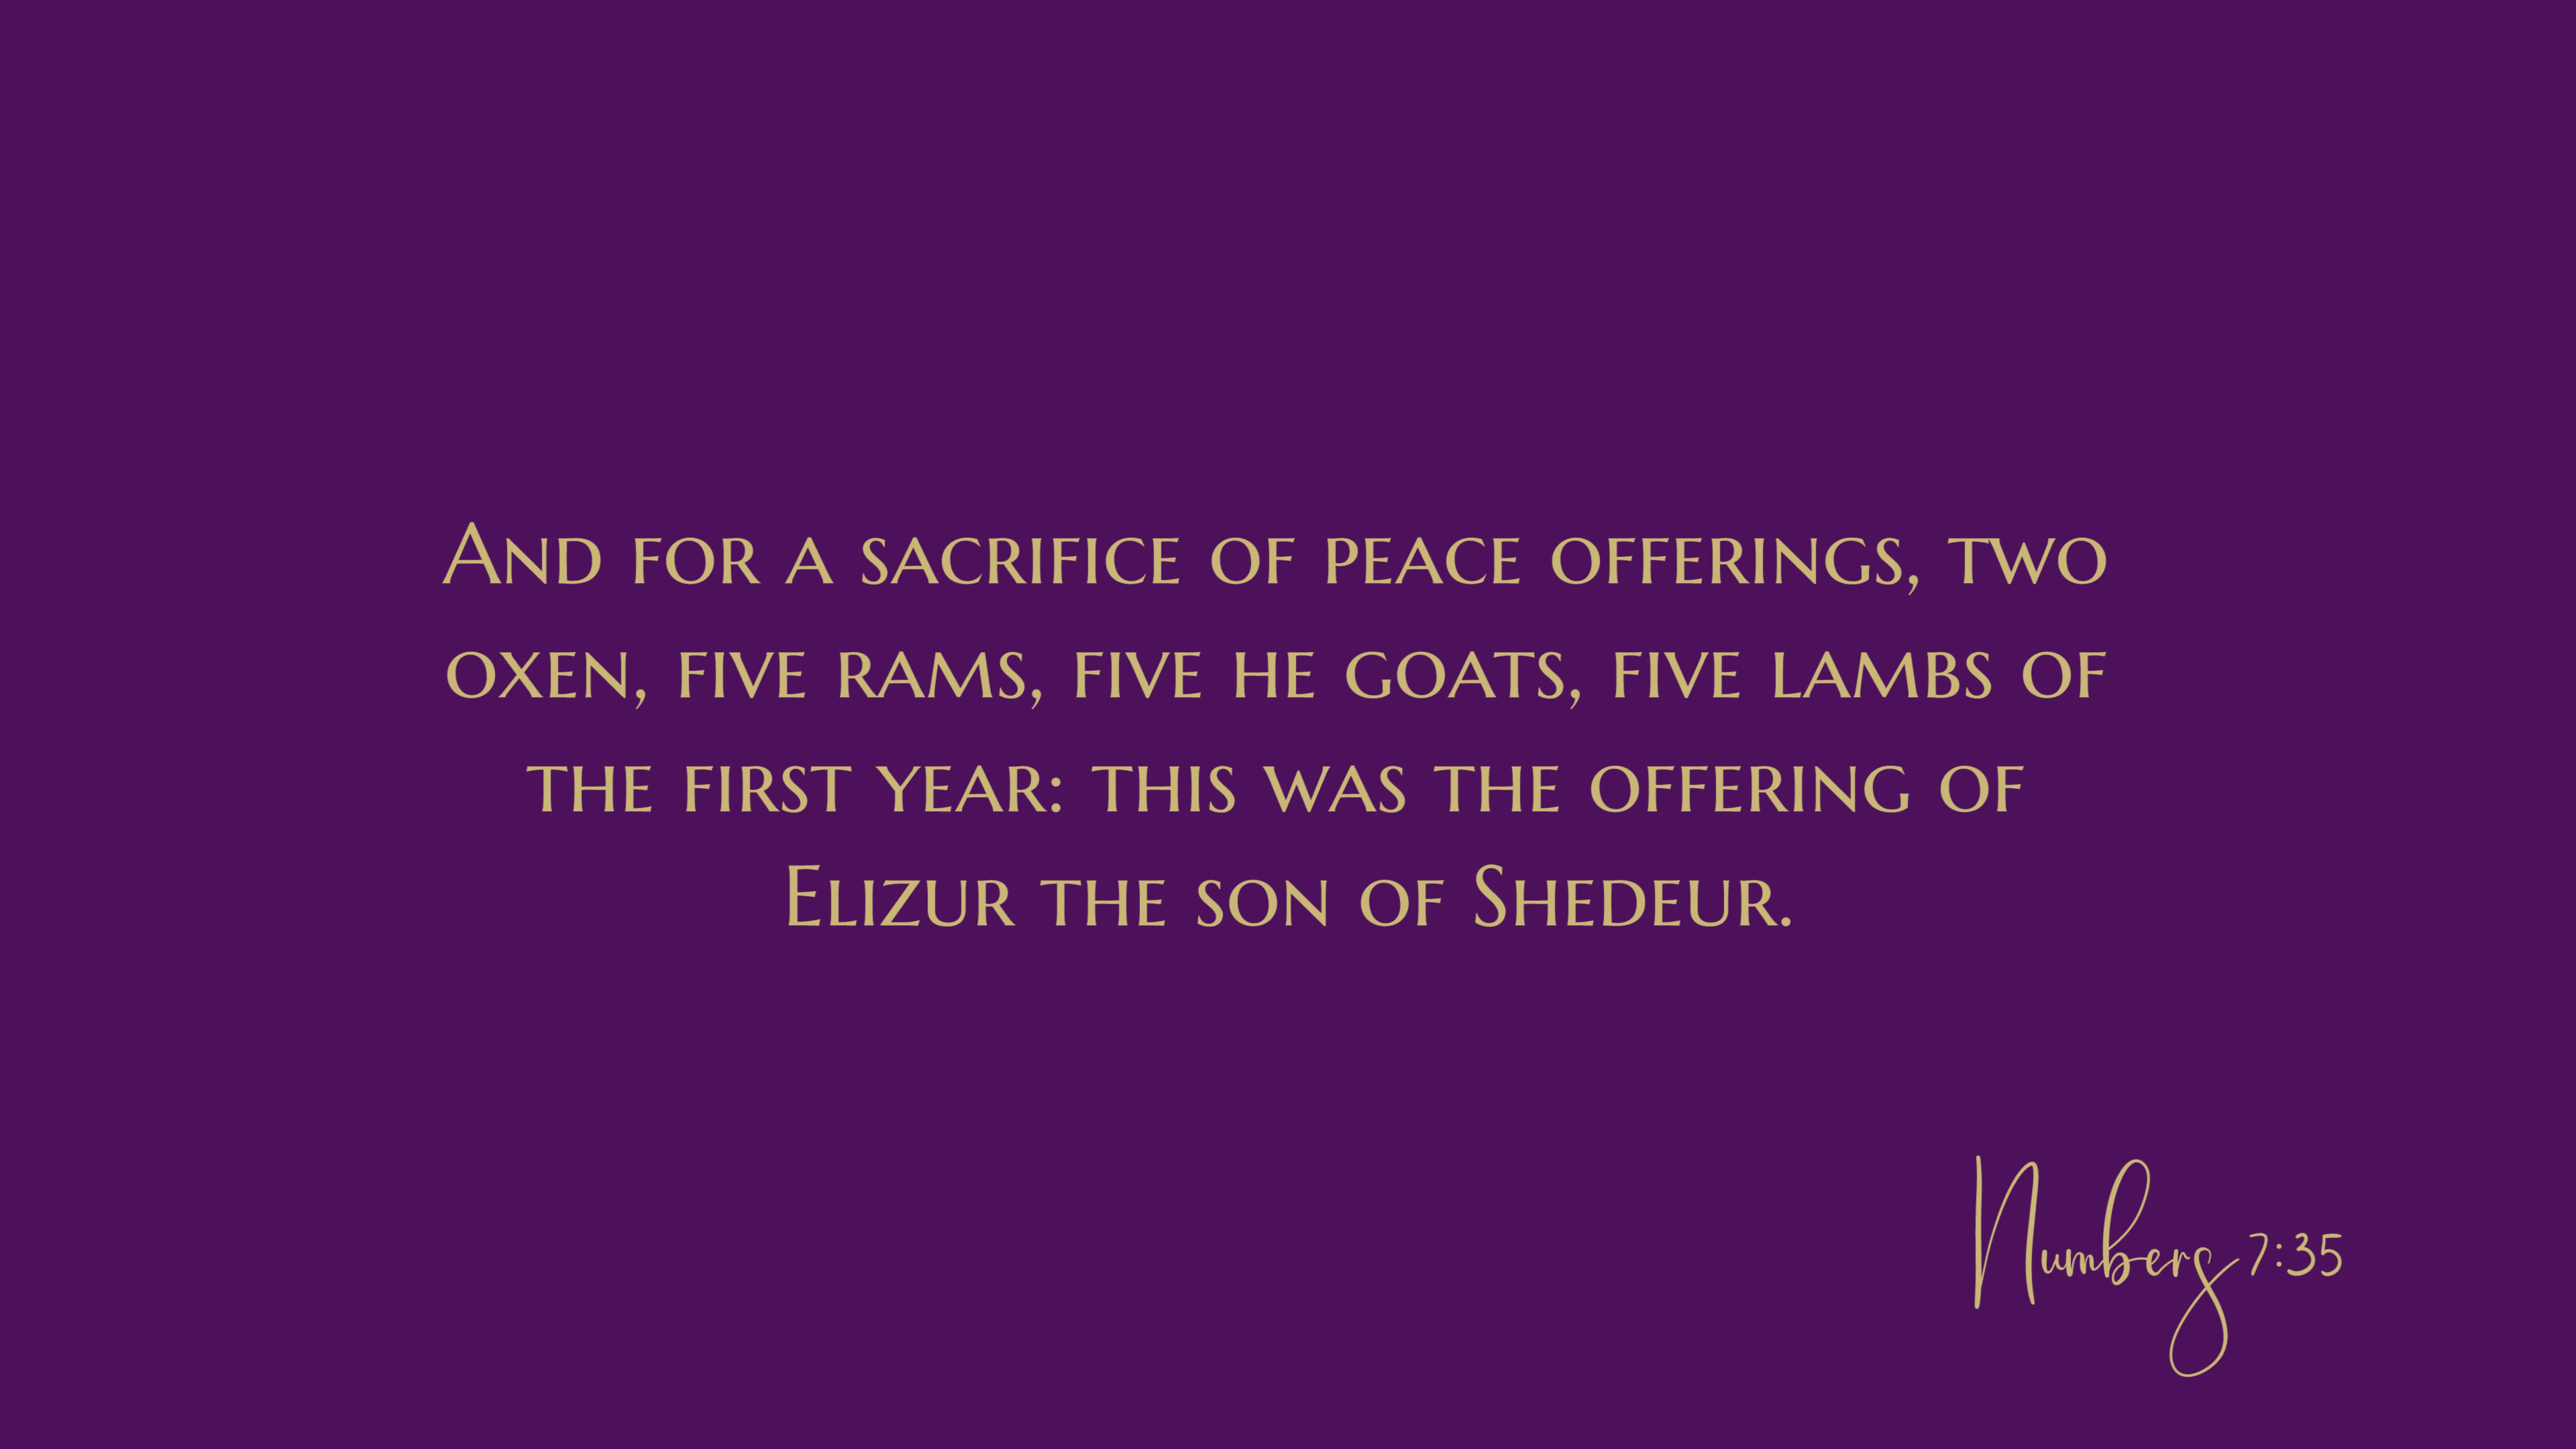 And for a sacrifice of peace offerings, two
oxen, five rams, five he goats, five lambs of
the first year: this was the offering of
Elizur the son of Shedeur.
Numbers 7:35